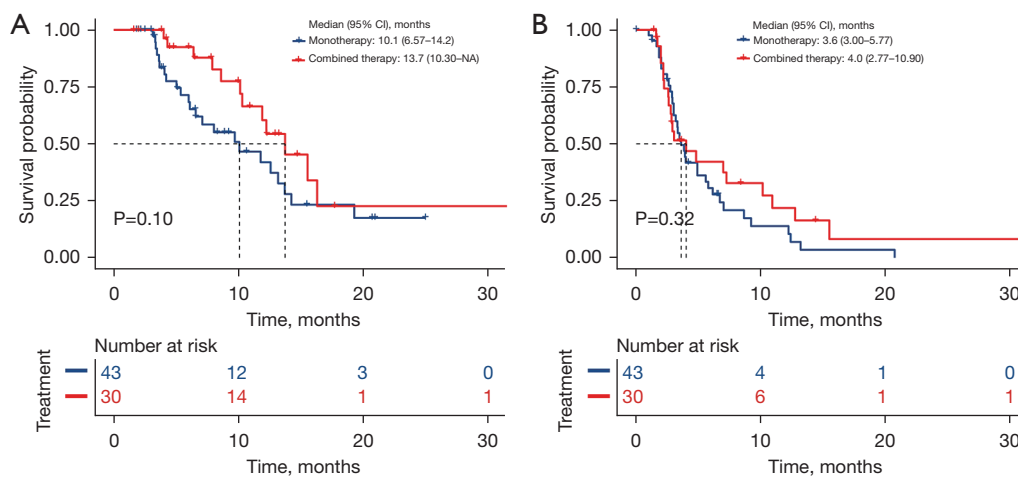 A
Median (95% CI), months
Monotherapy: 10.1 (6.57–14.2)
Combined therapy: 13.7 (10.30–NA)
Survival probability
1.00
0.75
0.50
0.25
0.00
P=0.10
0 10 20 30
Time, months
Number at risk
Treatment
43 12 3 0
30 14 1 1
0 10 20 30
Time, months
B
Median (95% CI), months
Monotherapy: 3.6 (3.00–5.77)
Combined therapy: 4.0 (2.77–10.90)
Survival probability
1.00
0.75
0.50
0.25
0.00
P=0.32
0 10 20 30
Time, months
Number at risk
Treatment
43 4 1 0
30 6 1 1
0 10 20 30
Time, months